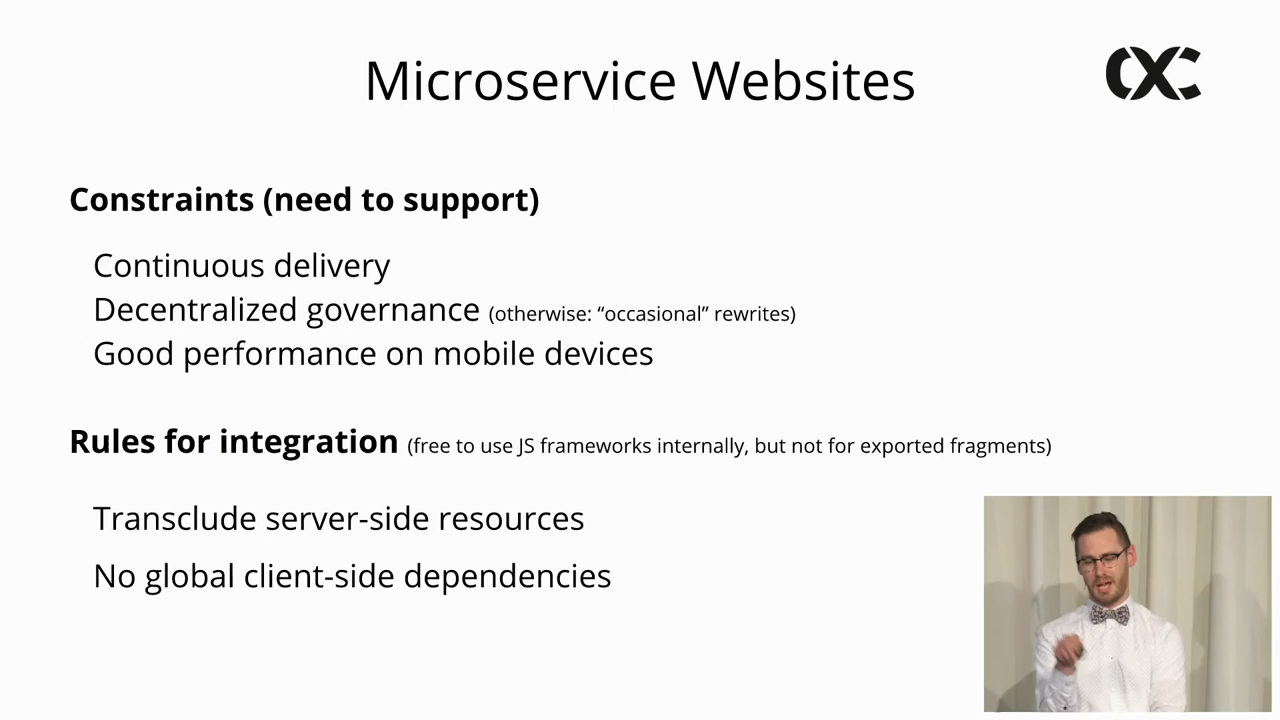 Microservice Websites
Constraints (need to support)
Continuous delivery
Decentralized governance (otherwise: “occasional” rewrites)
Good performance on mobile devices
Rules for integration (free to use JS frameworks internally, but not for exported fragments)
Transclude server-side resources
No global client-side dependencies